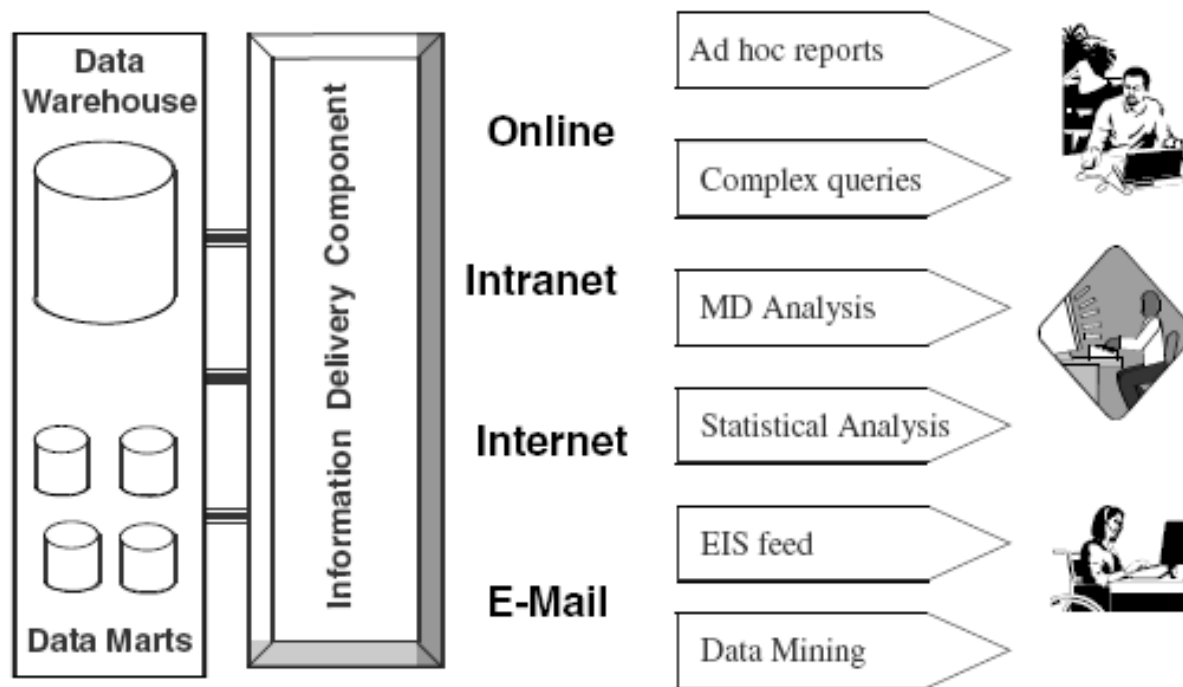 Data
Warehouse
Data Marts
Information Delivery Component
Online
Intranet
Internet
E-Mail
Ad hoc reports
Complex queries
MD Analysis
Statistical Analysis
EIS feed
Data Mining